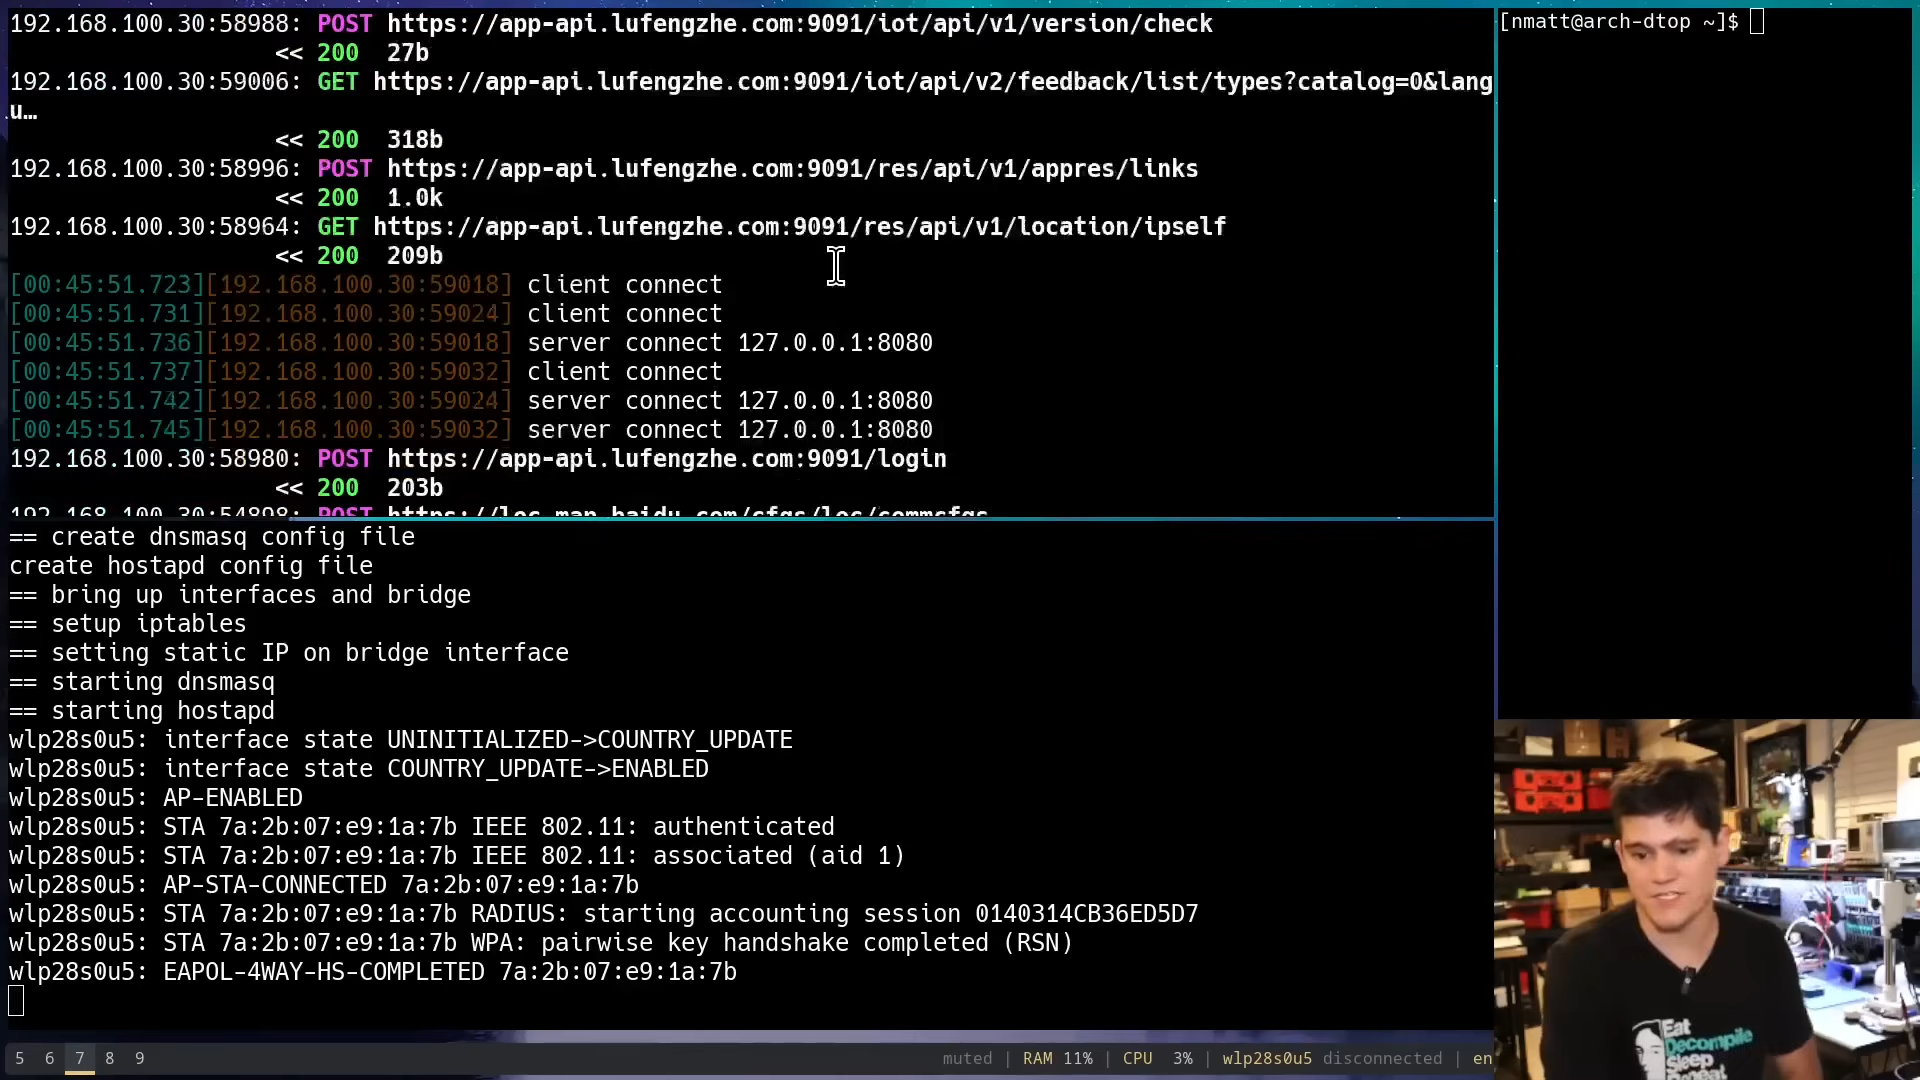 192.168.100.30:58988: POST https://app-api.lufengzhe.com:9091/iot/api/v1/version/check
<< 200 27b
192.168.100.30:59006: GET https://app-api.lufengzhe.com:9091/iot/api/v2/feedback/list/types?catalog=0&lang
u…
<< 200 318b
192.168.100.30:58996: POST https://app-api.lufengzhe.com:9091/res/api/v1/appres/links
<< 200 1.0k
192.168.100.30:58964: GET https://app-api.lufengzhe.com:9091/res/api/v1/location/ipself
<< 200 209b
[00:45:51.723][192.168.100.30:59018] client connect
[00:45:51.731][192.168.100.30:59024] client connect
[00:45:51.736][192.168.100.30:59018] server connect 127.0.0.1:8080
[00:45:51.737][192.168.100.30:59032] client connect
[00:45:51.742][192.168.100.30:59024] server connect 127.0.0.1:8080
[00:45:51.745][192.168.100.30:59032] server connect 127.0.0.1:8080
192.168.100.30:58980: POST https://app-api.lufengzhe.com:9091/login
<< 200 203b
192.168.100.30:54898: POST https://loc.map.baidu.com/cfgs/loc/commcfgs
== create dnsmasq config file
create hostapd config file
== bring up interfaces and bridge
== setup iptables
== setting static IP on bridge interface
== starting dnsmasq
== starting hostapd
wlp28s0u5: interface state UNINITIALIZED->COUNTRY_UPDATE
wlp28s0u5: interface state COUNTRY_UPDATE->ENABLED
wlp28s0u5: AP-ENABLED
wlp28s0u5: STA 7a:2b:07:e9:1a:7b IEEE 802.11: authenticated
wlp28s0u5: STA 7a:2b:07:e9:1a:7b IEEE 802.11: associated (aid 1)
wlp28s0u5: AP-STA-CONNECTED 7a:2b:07:e9:1a:7b
wlp28s0u5: STA 7a:2b:07:e9:1a:7b RADIUS: starting accounting session 0140314CB36ED5D7
wlp28s0u5: STA 7a:2b:07:e9:1a:7b WPA: pairwise key handshake completed (RSN)
wlp28s0u5: EAPOL-4WAY-HS-COMPLETED 7a:2b:07:e9:1a:7b
[nmatt@arch-dtop ~]$
Eat
Decompile
Sleep
Repeat
5 6 7 8 9
muted | RAM 11% | CPU 3% | wlp28s0u5 disconnected | en